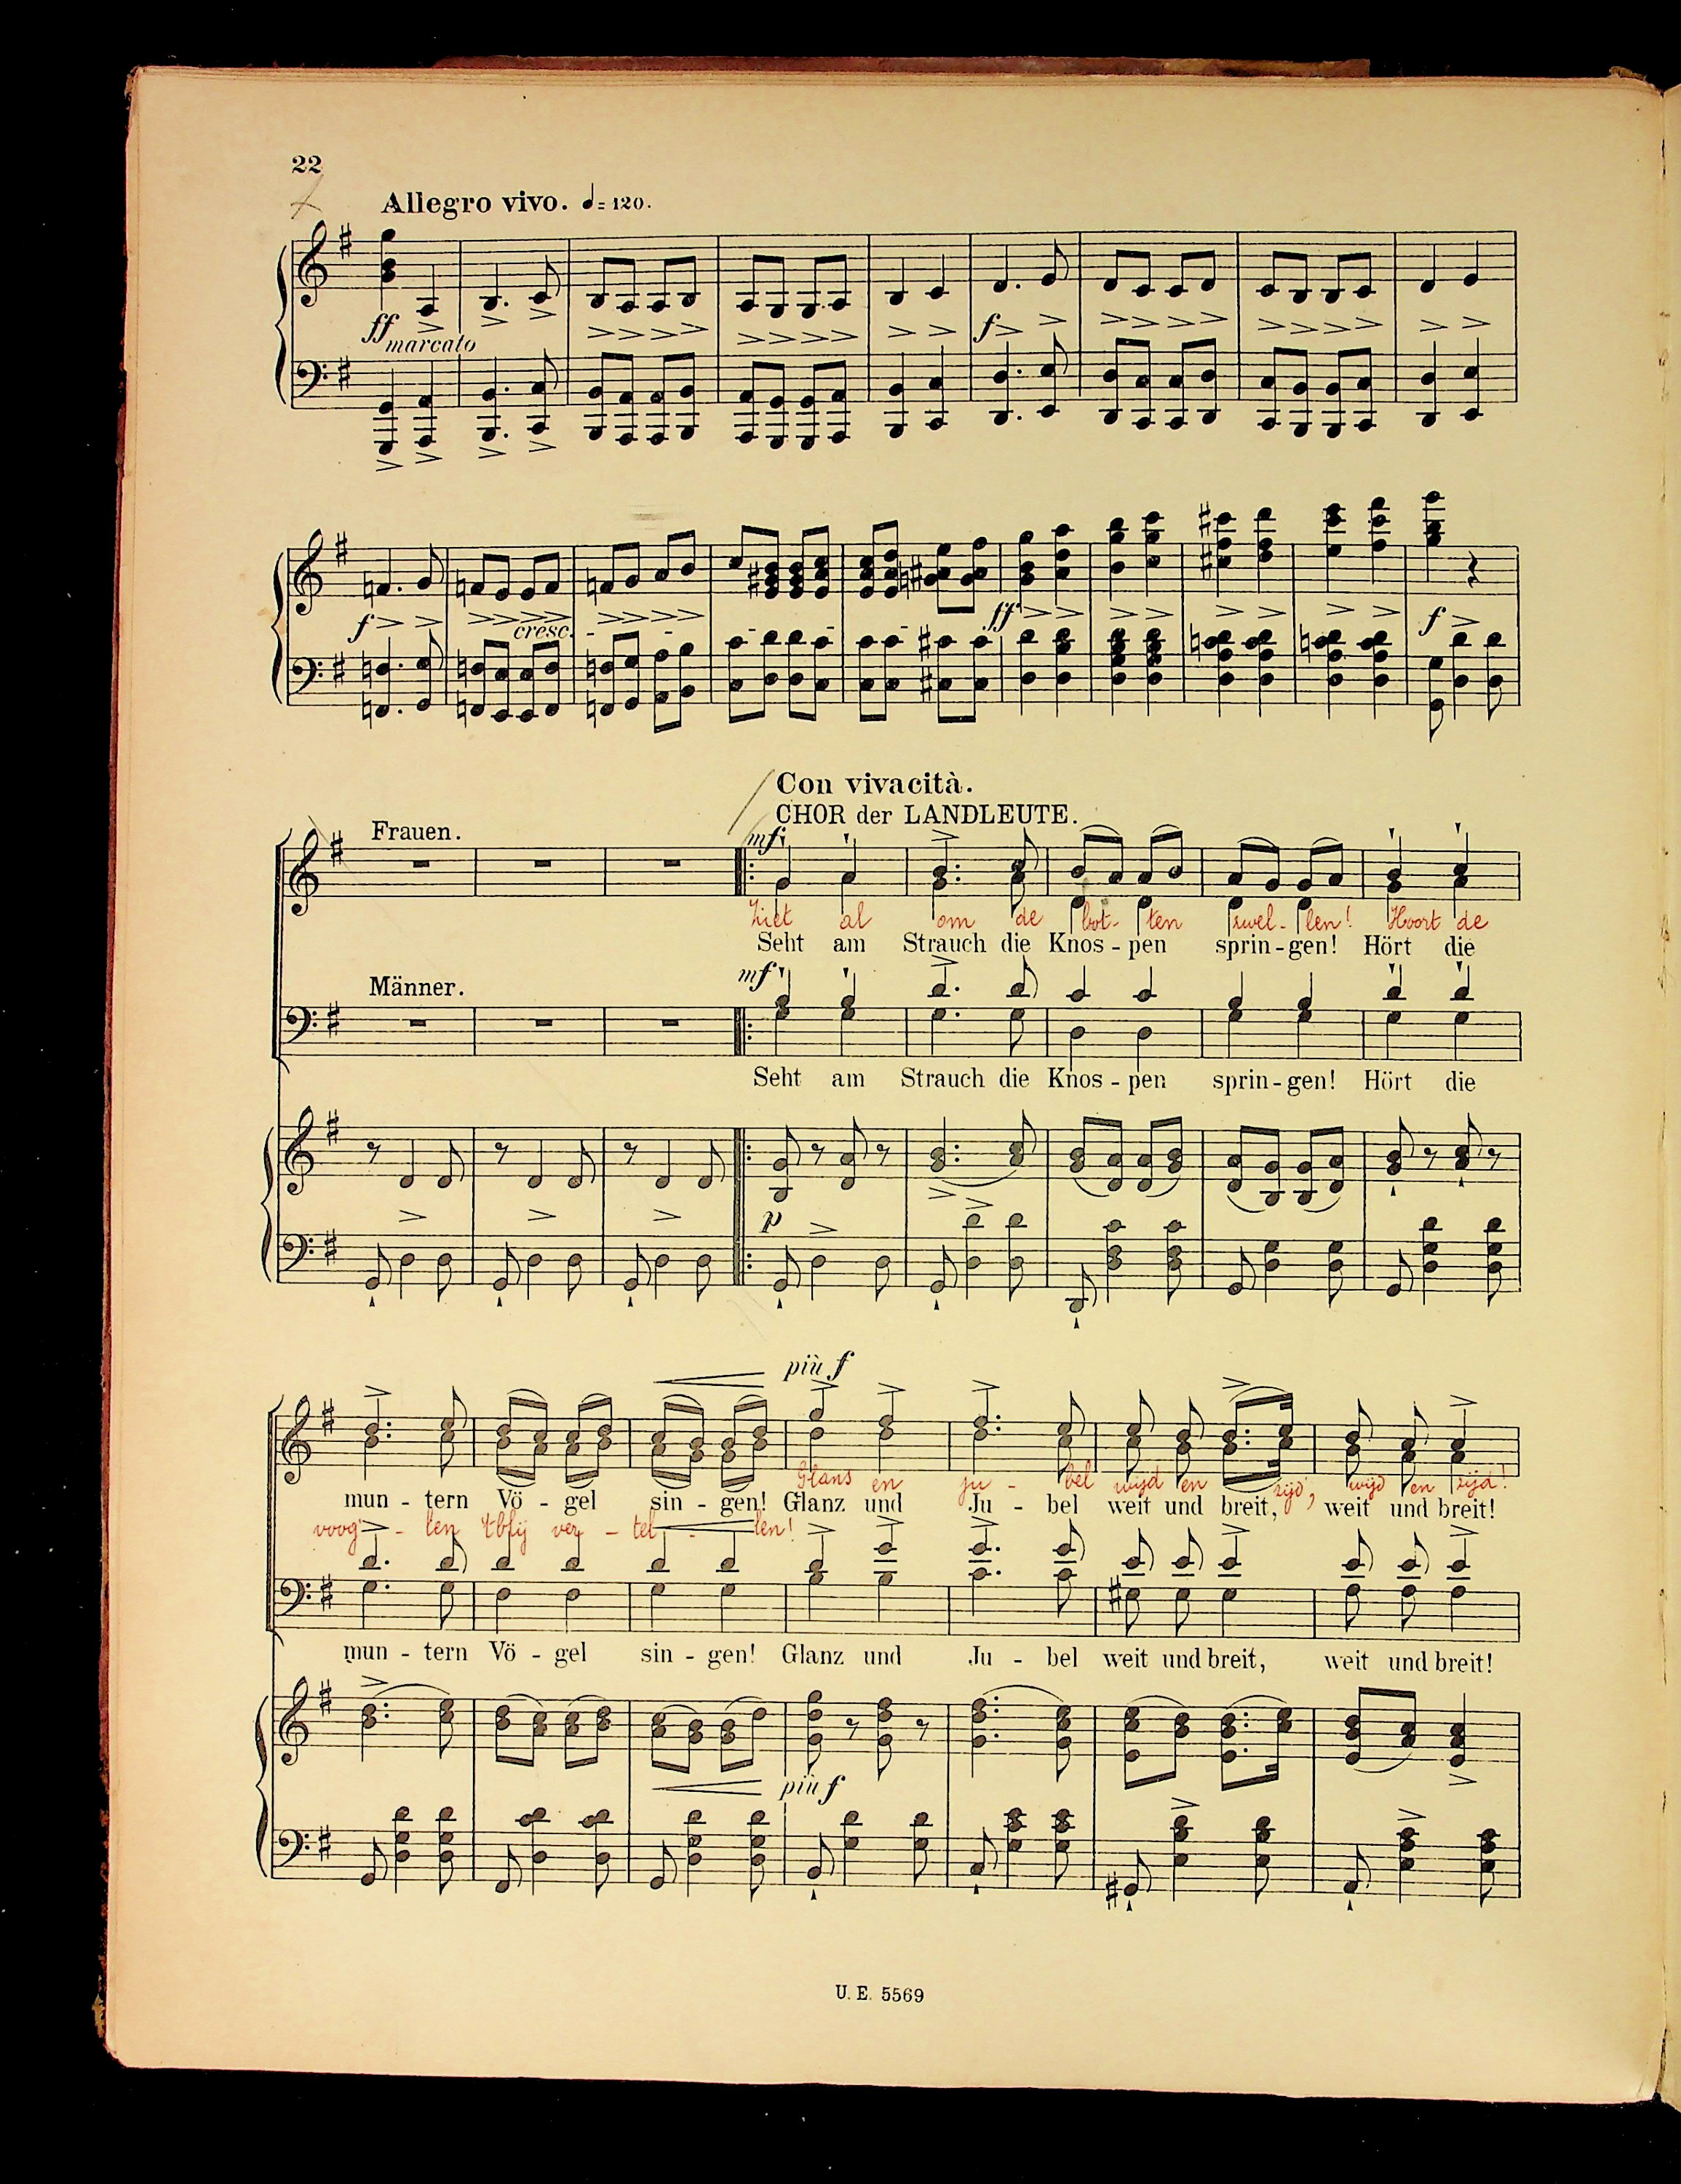 22
Allegro vivo. ♩= 120.
ff
marcato
f
f
cresc. - - - - -
ff
f
Con vivacità.
CHOR der LANDLEUTE.
Frauen.
mf
Ziet al om de bot- ten zwel- len! Hoort de
Seht am Strauch die Knos - pen sprin - gen! Hört die
mf
Männer.
Seht am Strauch die Knos - pen sprin - gen! Hört die
p
più f
Glans en ju - bel wijd en zijd, wijd en zijd!
mun - tern Vö - gel sin - gen! Glanz und Ju - bel weit und breit, weit und breit!
voog - len 't blij ver - tel - len!
mun - tern Vö - gel sin - gen! Glanz und Ju - bel weit und breit, weit und breit!
più f
U. E. 5569